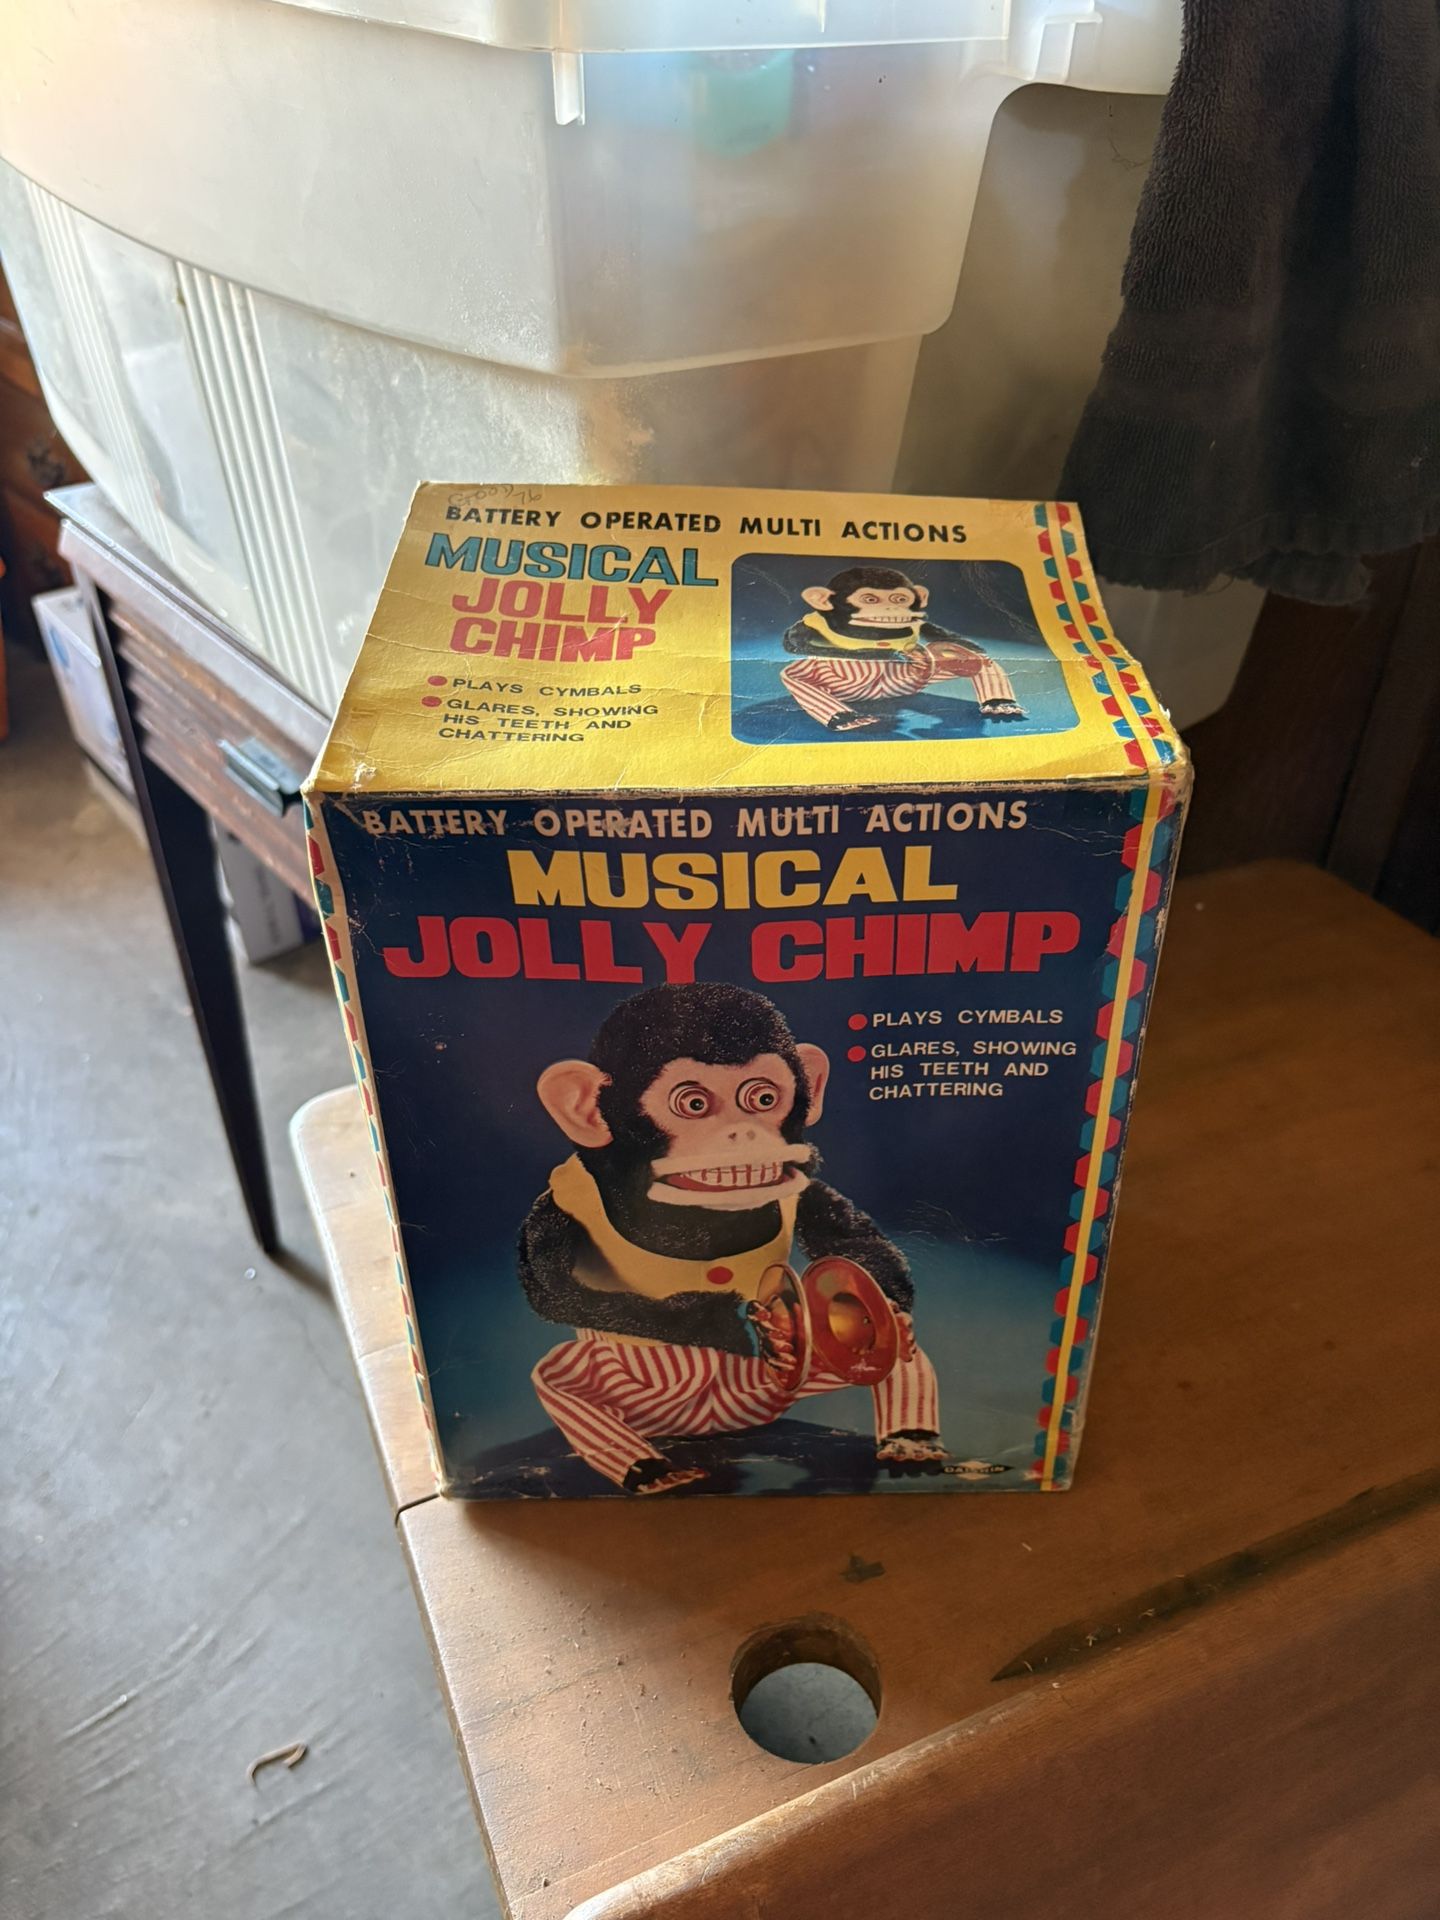 BATTERY OPERATED MULTI ACTIONS
MUSICAL
JOLLY
CHIMP
PLAYS CYMBALS
GLARES, SHOWING
HIS TEETH AND
CHATTERING
BATTERY OPERATED MULTI ACTIONS
MUSICAL
JOLLY CHIMP
PLAYS CYMBALS
GLARES, SHOWING
HIS TEETH AND
CHATTERING
DAISHIN